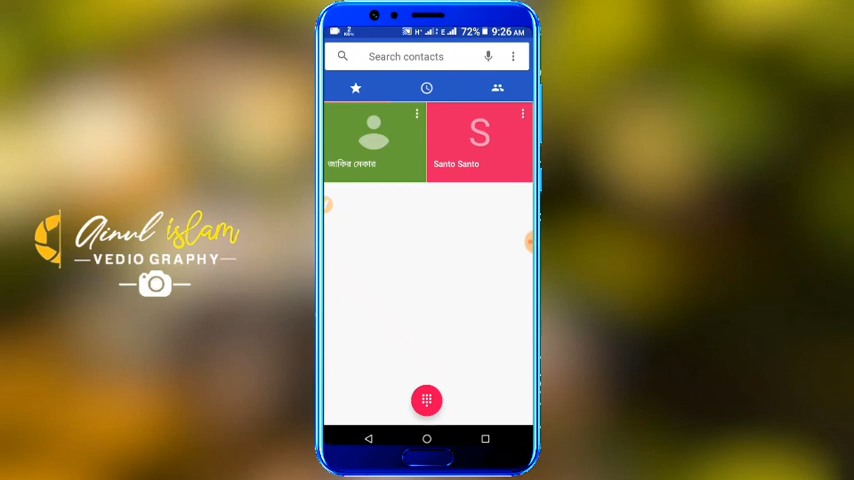 72% 9:26 AM
Search contacts
জাকির মেকার
S
Santo Santo
Ainul islam
VEDIO GRAPHY